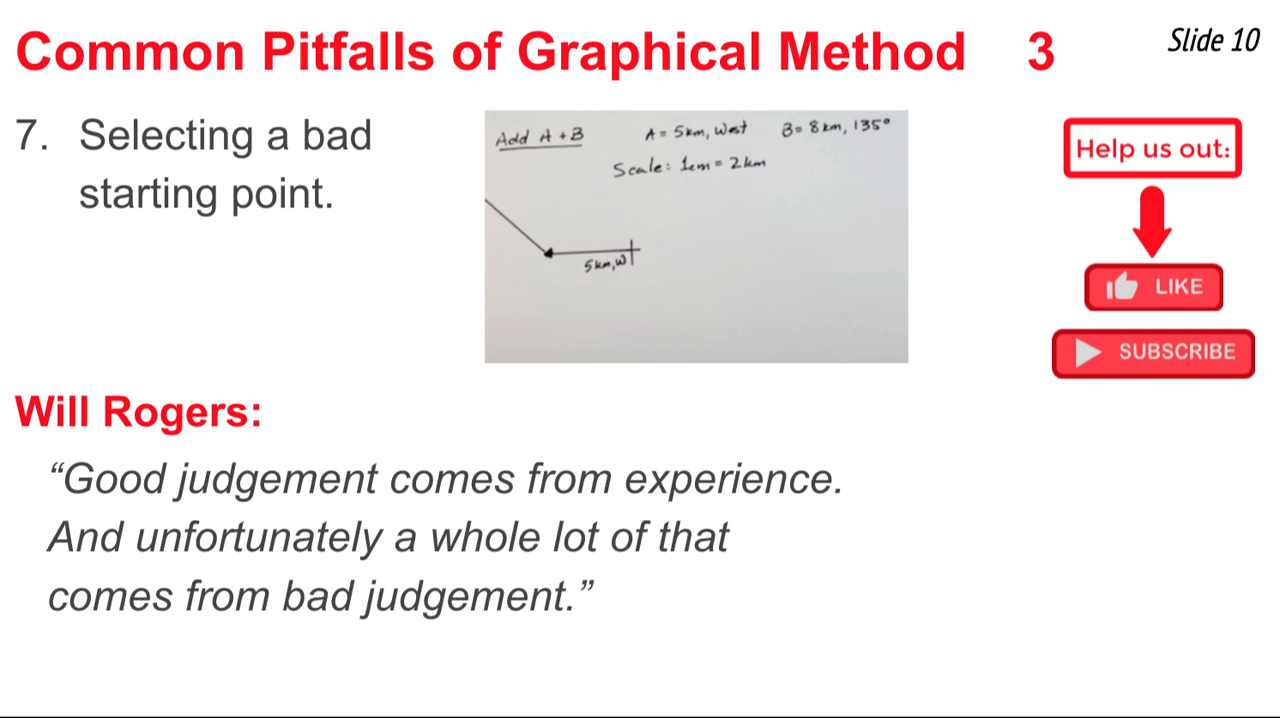 Common Pitfalls of Graphical Method 3
Slide 10
7. Selecting a bad
starting point.
Add A + B
A = 5km, West
B = 8 km, 135°
Scale: 1cm = 2 km
5km, W
Help us out:
LIKE
SUBSCRIBE
Will Rogers:
“Good judgement comes from experience.
And unfortunately a whole lot of that
comes from bad judgement.”